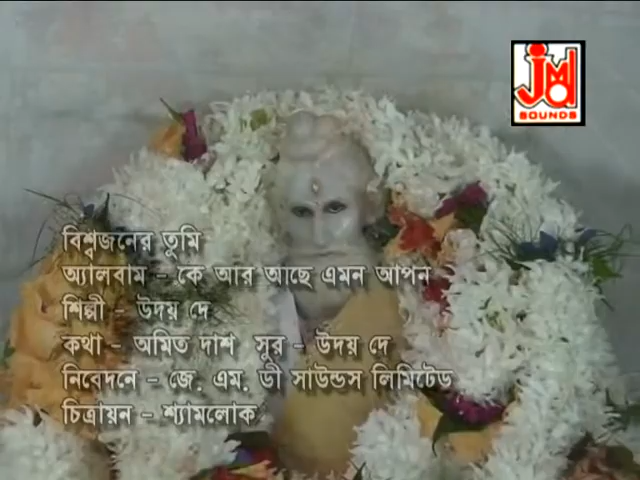 JMD
SOUNDS
বিশ্বজনের তুমি
অ্যালবাম - কে আর আছে এমন আপন
শিল্পী - উদয় দে
কথা - অমিত দাশ সুর - উদয় দে
নিবেদনে - জে. এম. ডী সাউন্ডস লিমিটেড
চিত্রায়ন - শ্যামলোক